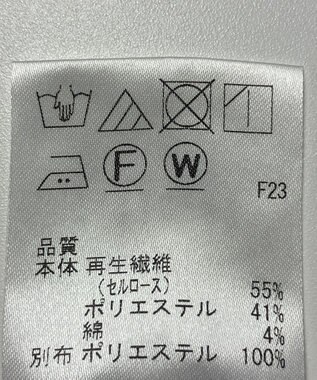 F W
F23
品質
本体 再生繊維
(セルロース) 55%
ポリエステル 41%
綿 4%
別布 ポリエステル 100%